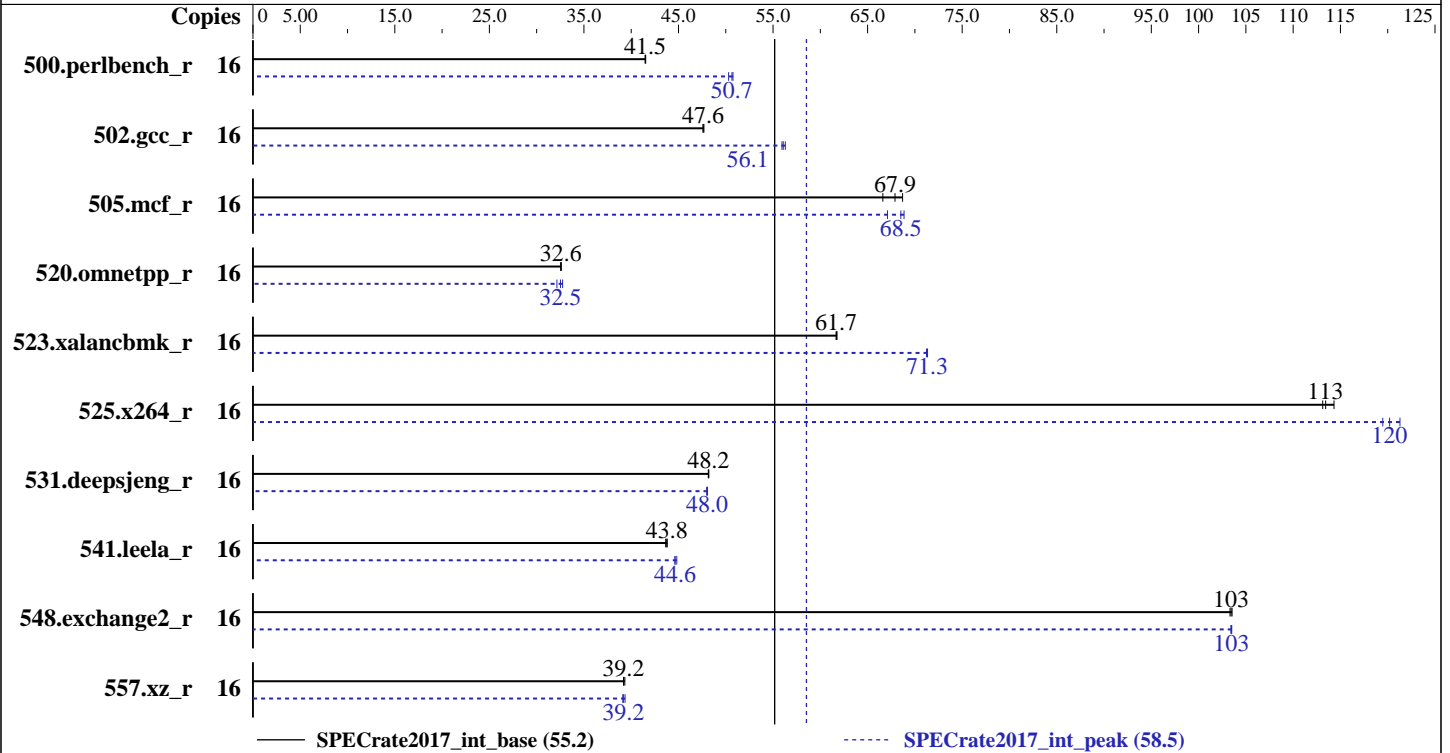 Copies 0 5.00 15.0 25.0 35.0 45.0 55.0 65.0 75.0 85.0 95.0 100 105 110 115 125
500.perlbench_r 16 41.5
50.7
502.gcc_r 16 47.6
56.1
505.mcf_r 16 67.9
68.5
520.omnetpp_r 16 32.6
32.5
523.xalancbmk_r 16 61.7
71.3
525.x264_r 16 113
120
531.deepsjeng_r 16 48.2
48.0
541.leela_r 16 43.8
44.6
548.exchange2_r 16 103
103
557.xz_r 16 39.2
39.2
SPECrate2017_int_base (55.2) SPECrate2017_int_peak (58.5)